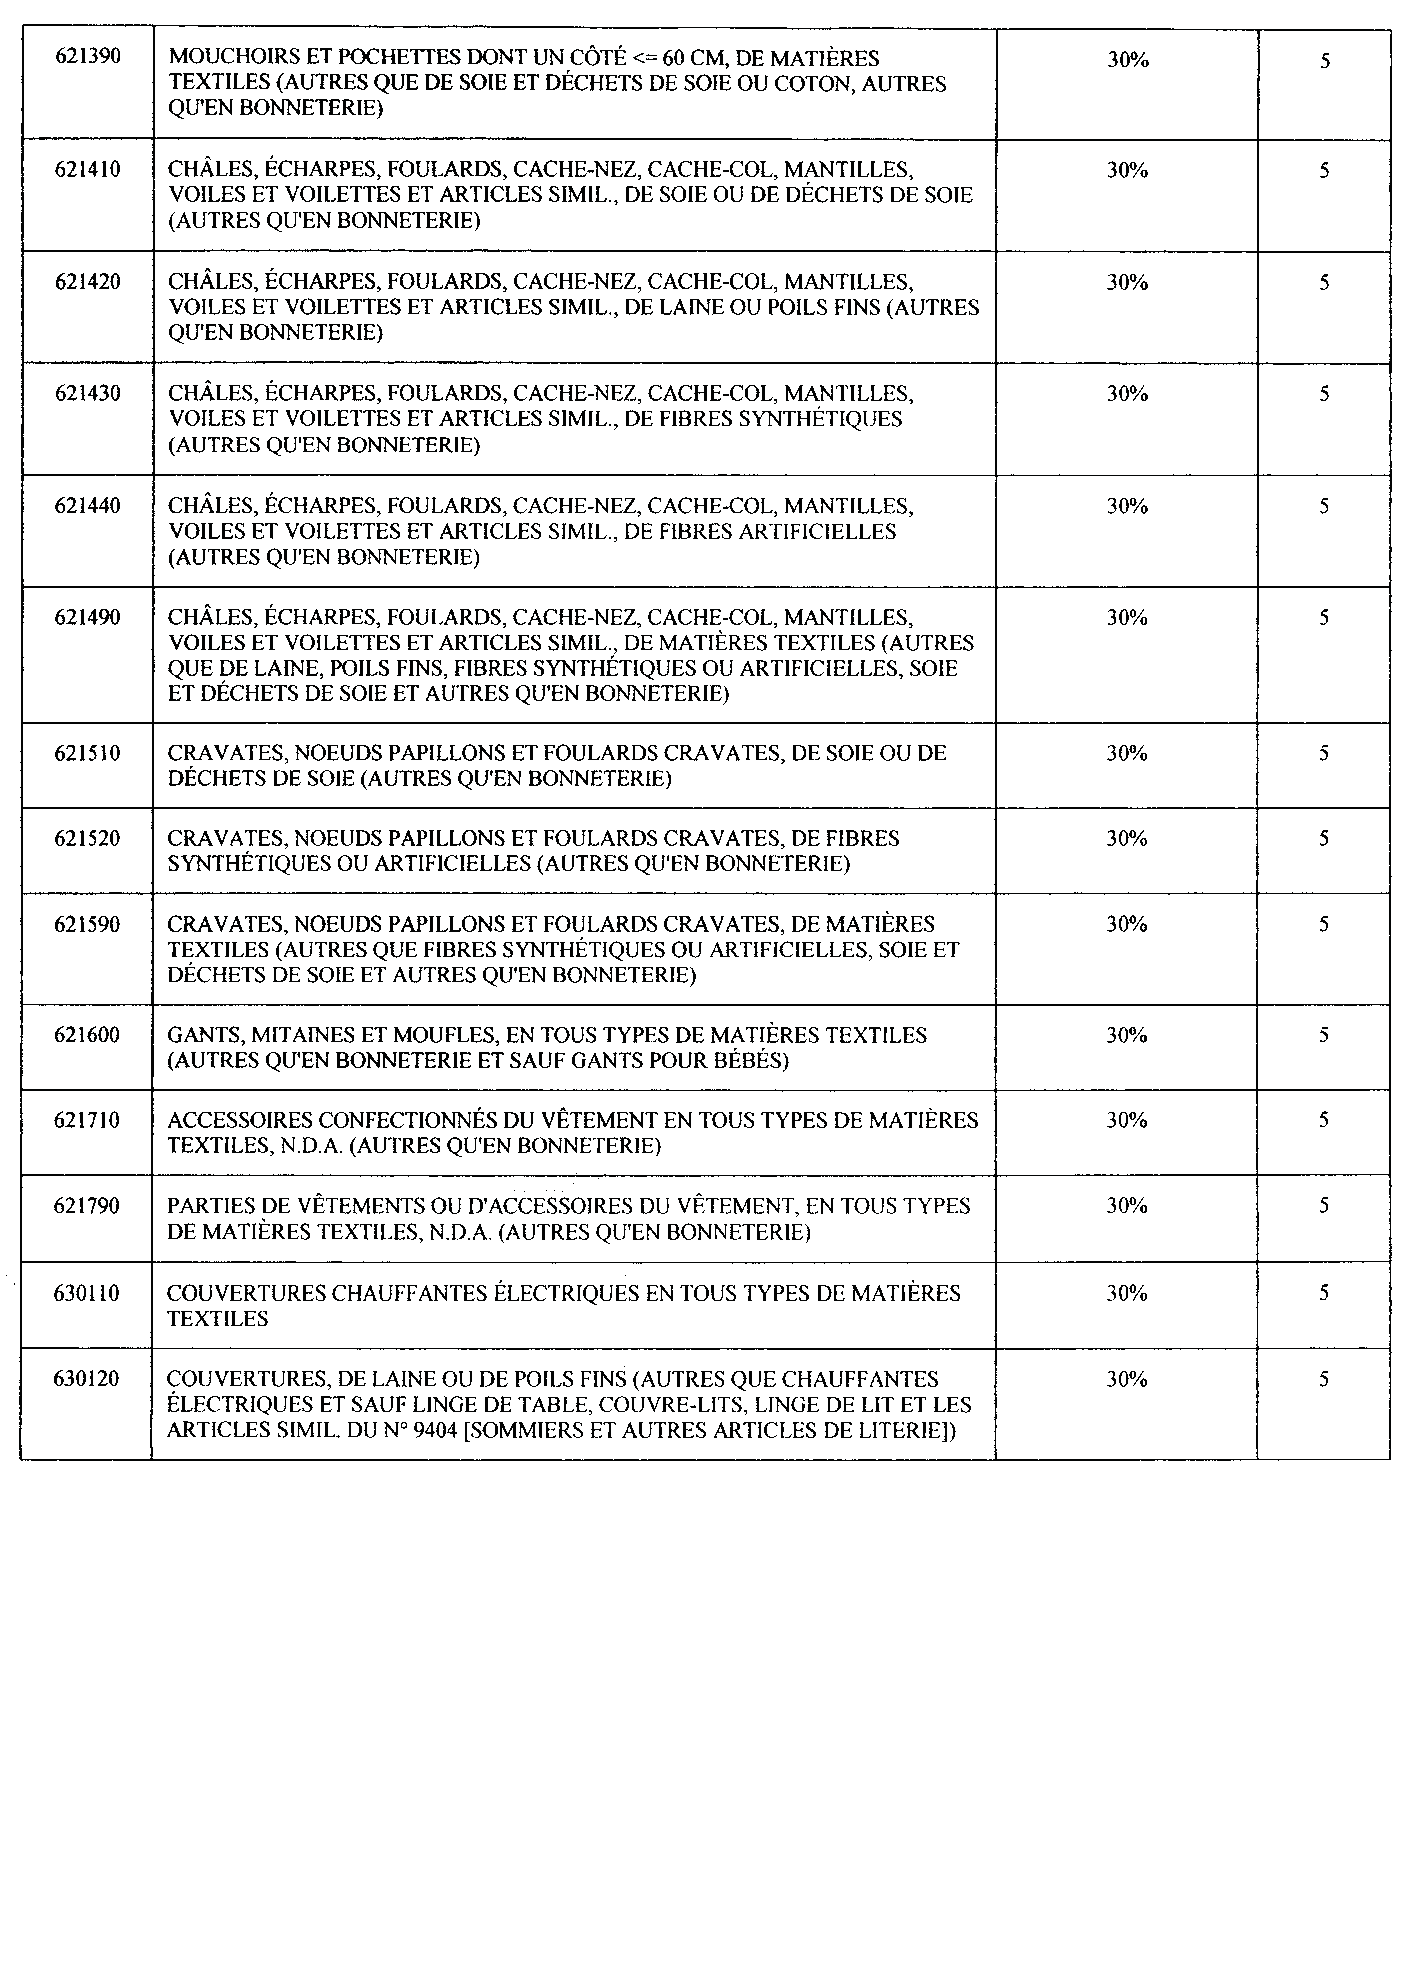 621390 MOUCHOIRS ET POCHETTES DONT UN CÔTÉ <= 60 CM, DE MATIÈRES 30% 5
TEXTILES (AUTRES QUE DE SOIE ET DÉCHETS DE SOIE OU COTON, AUTRES
QU'EN BONNETERIE)
621410 CHÂLES, ÉCHARPES, FOULARDS, CACHE-NEZ, CACHE-COL, MANTILLES, 30% 5
VOILES ET VOILETTES ET ARTICLES SIMIL., DE SOIE OU DE DÉCHETS DE SOIE
(AUTRES QU'EN BONNETERIE)
621420 CHÂLES, ÉCHARPES, FOULARDS, CACHE-NEZ, CACHE-COL, MANTILLES, 30% 5
VOILES ET VOILETTES ET ARTICLES SIMIL., DE LAINE OU POILS FINS (AUTRES
QU'EN BONNETERIE)
621430 CHÂLES, ÉCHARPES, FOULARDS, CACHE-NEZ, CACHE-COL, MANTILLES, 30% 5
VOILES ET VOILETTES ET ARTICLES SIMIL., DE FIBRES SYNTHÉTIQUES
(AUTRES QU'EN BONNETERIE)
621440 CHÂLES, ÉCHARPES, FOULARDS, CACHE-NEZ, CACHE-COL, MANTILLES, 30% 5
VOILES ET VOILETTES ET ARTICLES SIMIL., DE FIBRES ARTIFICIELLES
(AUTRES QU'EN BONNETERIE)
621490 CHÂLES, ÉCHARPES, FOULARDS, CACHE-NEZ, CACHE-COL, MANTILLES, 30% 5
VOILES ET VOILETTES ET ARTICLES SIMIL., DE MATIÈRES TEXTILES (AUTRES
QUE DE LAINE, POILS FINS, FIBRES SYNTHÉTIQUES OU ARTIFICIELLES, SOIE
ET DÉCHETS DE SOIE ET AUTRES QU'EN BONNETERIE)
621510 CRAVATES, NOEUDS PAPILLONS ET FOULARDS CRAVATES, DE SOIE OU DE 30% 5
DÉCHETS DE SOIE (AUTRES QU'EN BONNETERIE)
621520 CRAVATES, NOEUDS PAPILLONS ET FOULARDS CRAVATES, DE FIBRES 30% 5
SYNTHÉTIQUES OU ARTIFICIELLES (AUTRES QU'EN BONNETERIE)
621590 CRAVATES, NOEUDS PAPILLONS ET FOULARDS CRAVATES, DE MATIÈRES 30% 5
TEXTILES (AUTRES QUE FIBRES SYNTHÉTIQUES OU ARTIFICIELLES, SOIE ET
DÉCHETS DE SOIE ET AUTRES QU'EN BONNETERIE)
621600 GANTS, MITAINES ET MOUFLES, EN TOUS TYPES DE MATIÈRES TEXTILES 30% 5
(AUTRES QU'EN BONNETERIE ET SAUF GANTS POUR BÉBÉS)
621710 ACCESSOIRES CONFECTIONNÉS DU VÊTEMENT EN TOUS TYPES DE MATIÈRES 30% 5
TEXTILES, N.D.A. (AUTRES QU'EN BONNETERIE)
621790 PARTIES DE VÊTEMENTS OU D'ACCESSOIRES DU VÊTEMENT, EN TOUS TYPES 30% 5
DE MATIÈRES TEXTILES, N.D.A. (AUTRES QU'EN BONNETERIE)
630110 COUVERTURES CHAUFFANTES ÉLECTRIQUES EN TOUS TYPES DE MATIÈRES 30% 5
TEXTILES
630120 COUVERTURES, DE LAINE OU DE POILS FINS (AUTRES QUE CHAUFFANTES 30% 5
ÉLECTRIQUES ET SAUF LINGE DE TABLE, COUVRE-LITS, LINGE DE LIT ET LES
ARTICLES SIMIL. DU N° 9404 [SOMMIERS ET AUTRES ARTICLES DE LITERIE])